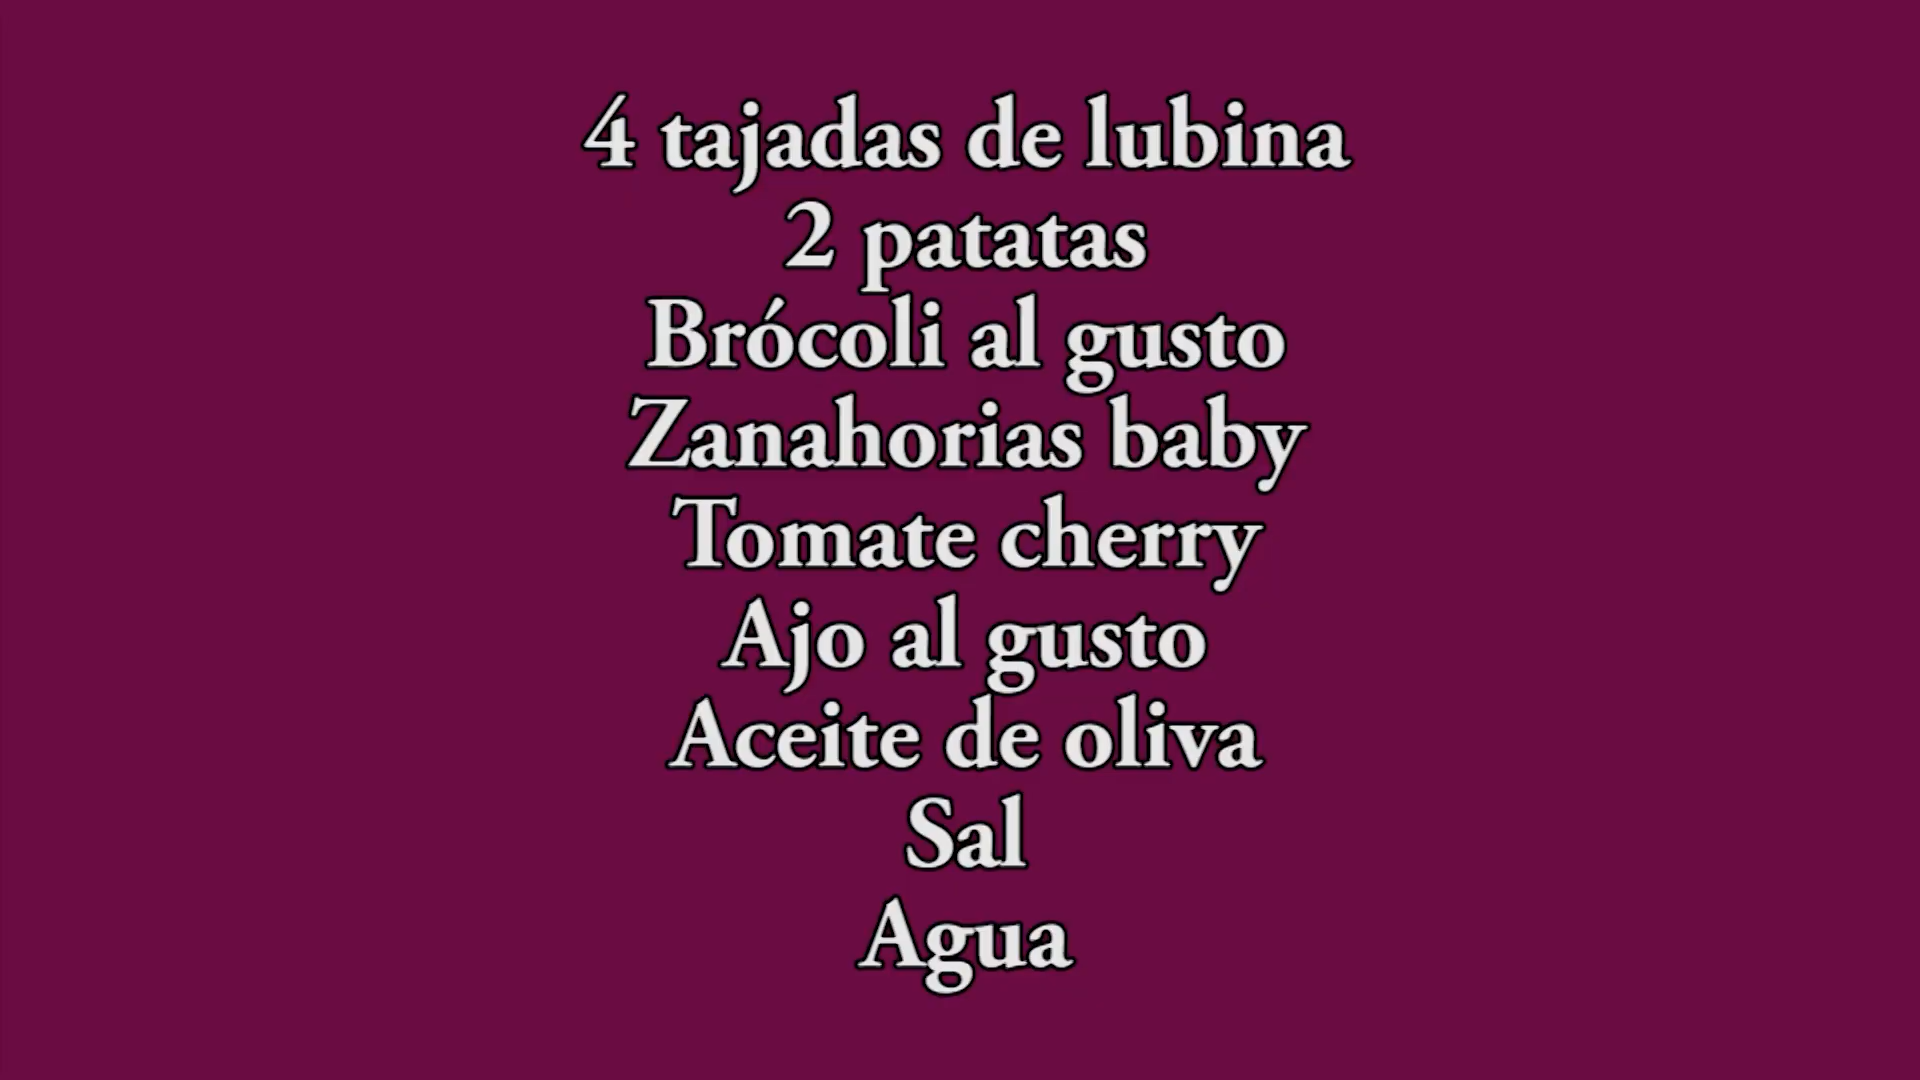 4 tajadas de lubina
2 patatas
Brócoli al gusto
Zanahorias baby
Tomate cherry
Ajo al gusto
Aceite de oliva
Sal
Agua